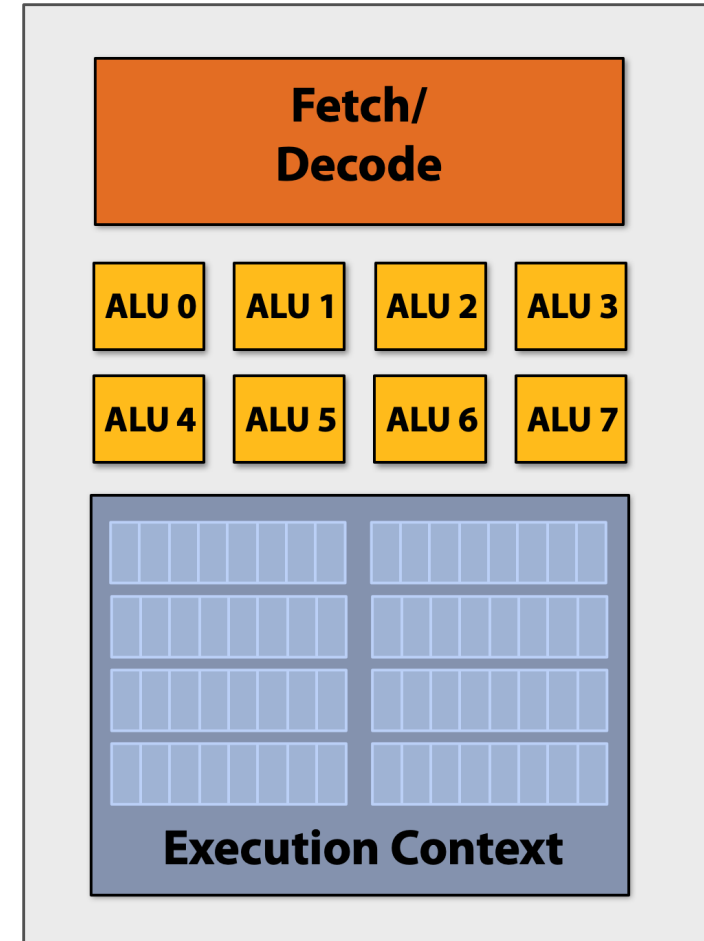 Fetch/
Decode
ALU 0 ALU 1 ALU 2 ALU 3
ALU 4 ALU 5 ALU 6 ALU 7
Execution Context